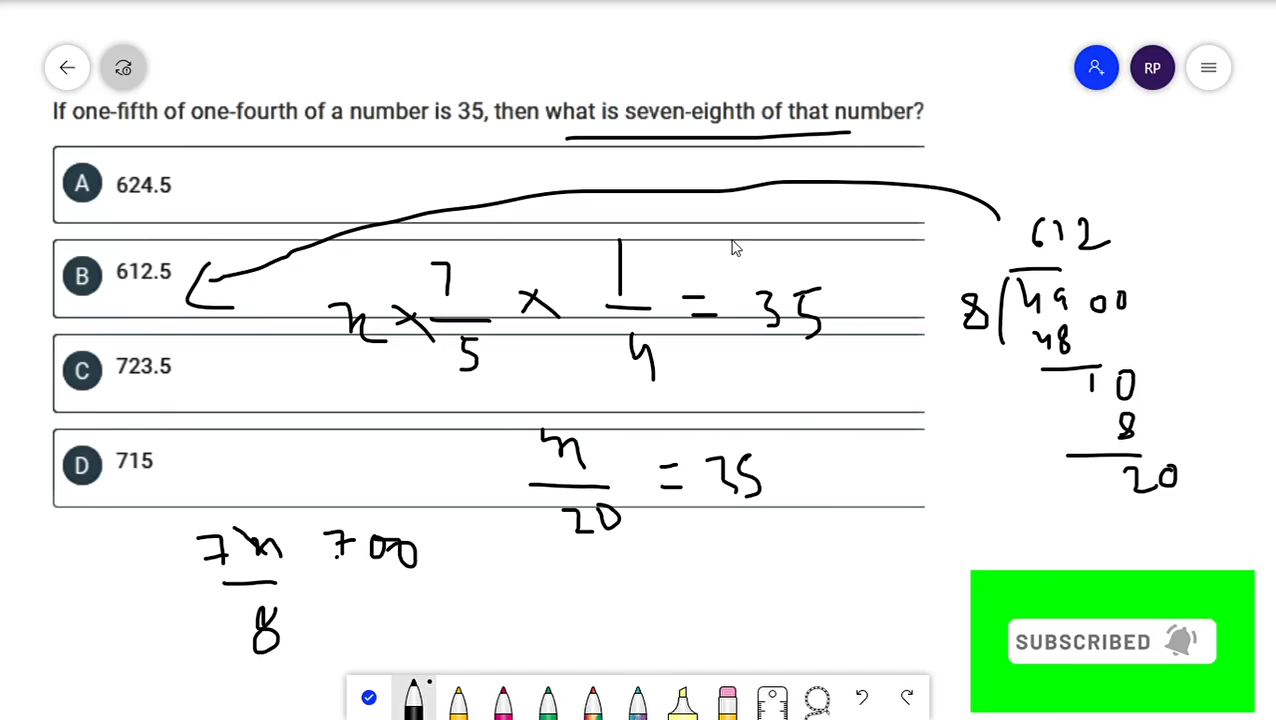 RP
If one-fifth of one-fourth of a number is 35, then what is seven-eighth of that number?
A 624.5
B 612.5
C 723.5
D 715
n × 1/5 × 1/4 = 35
n/20 = 35
7n/8 700
612
8 4900
48
10
8
20
SUBSCRIBED